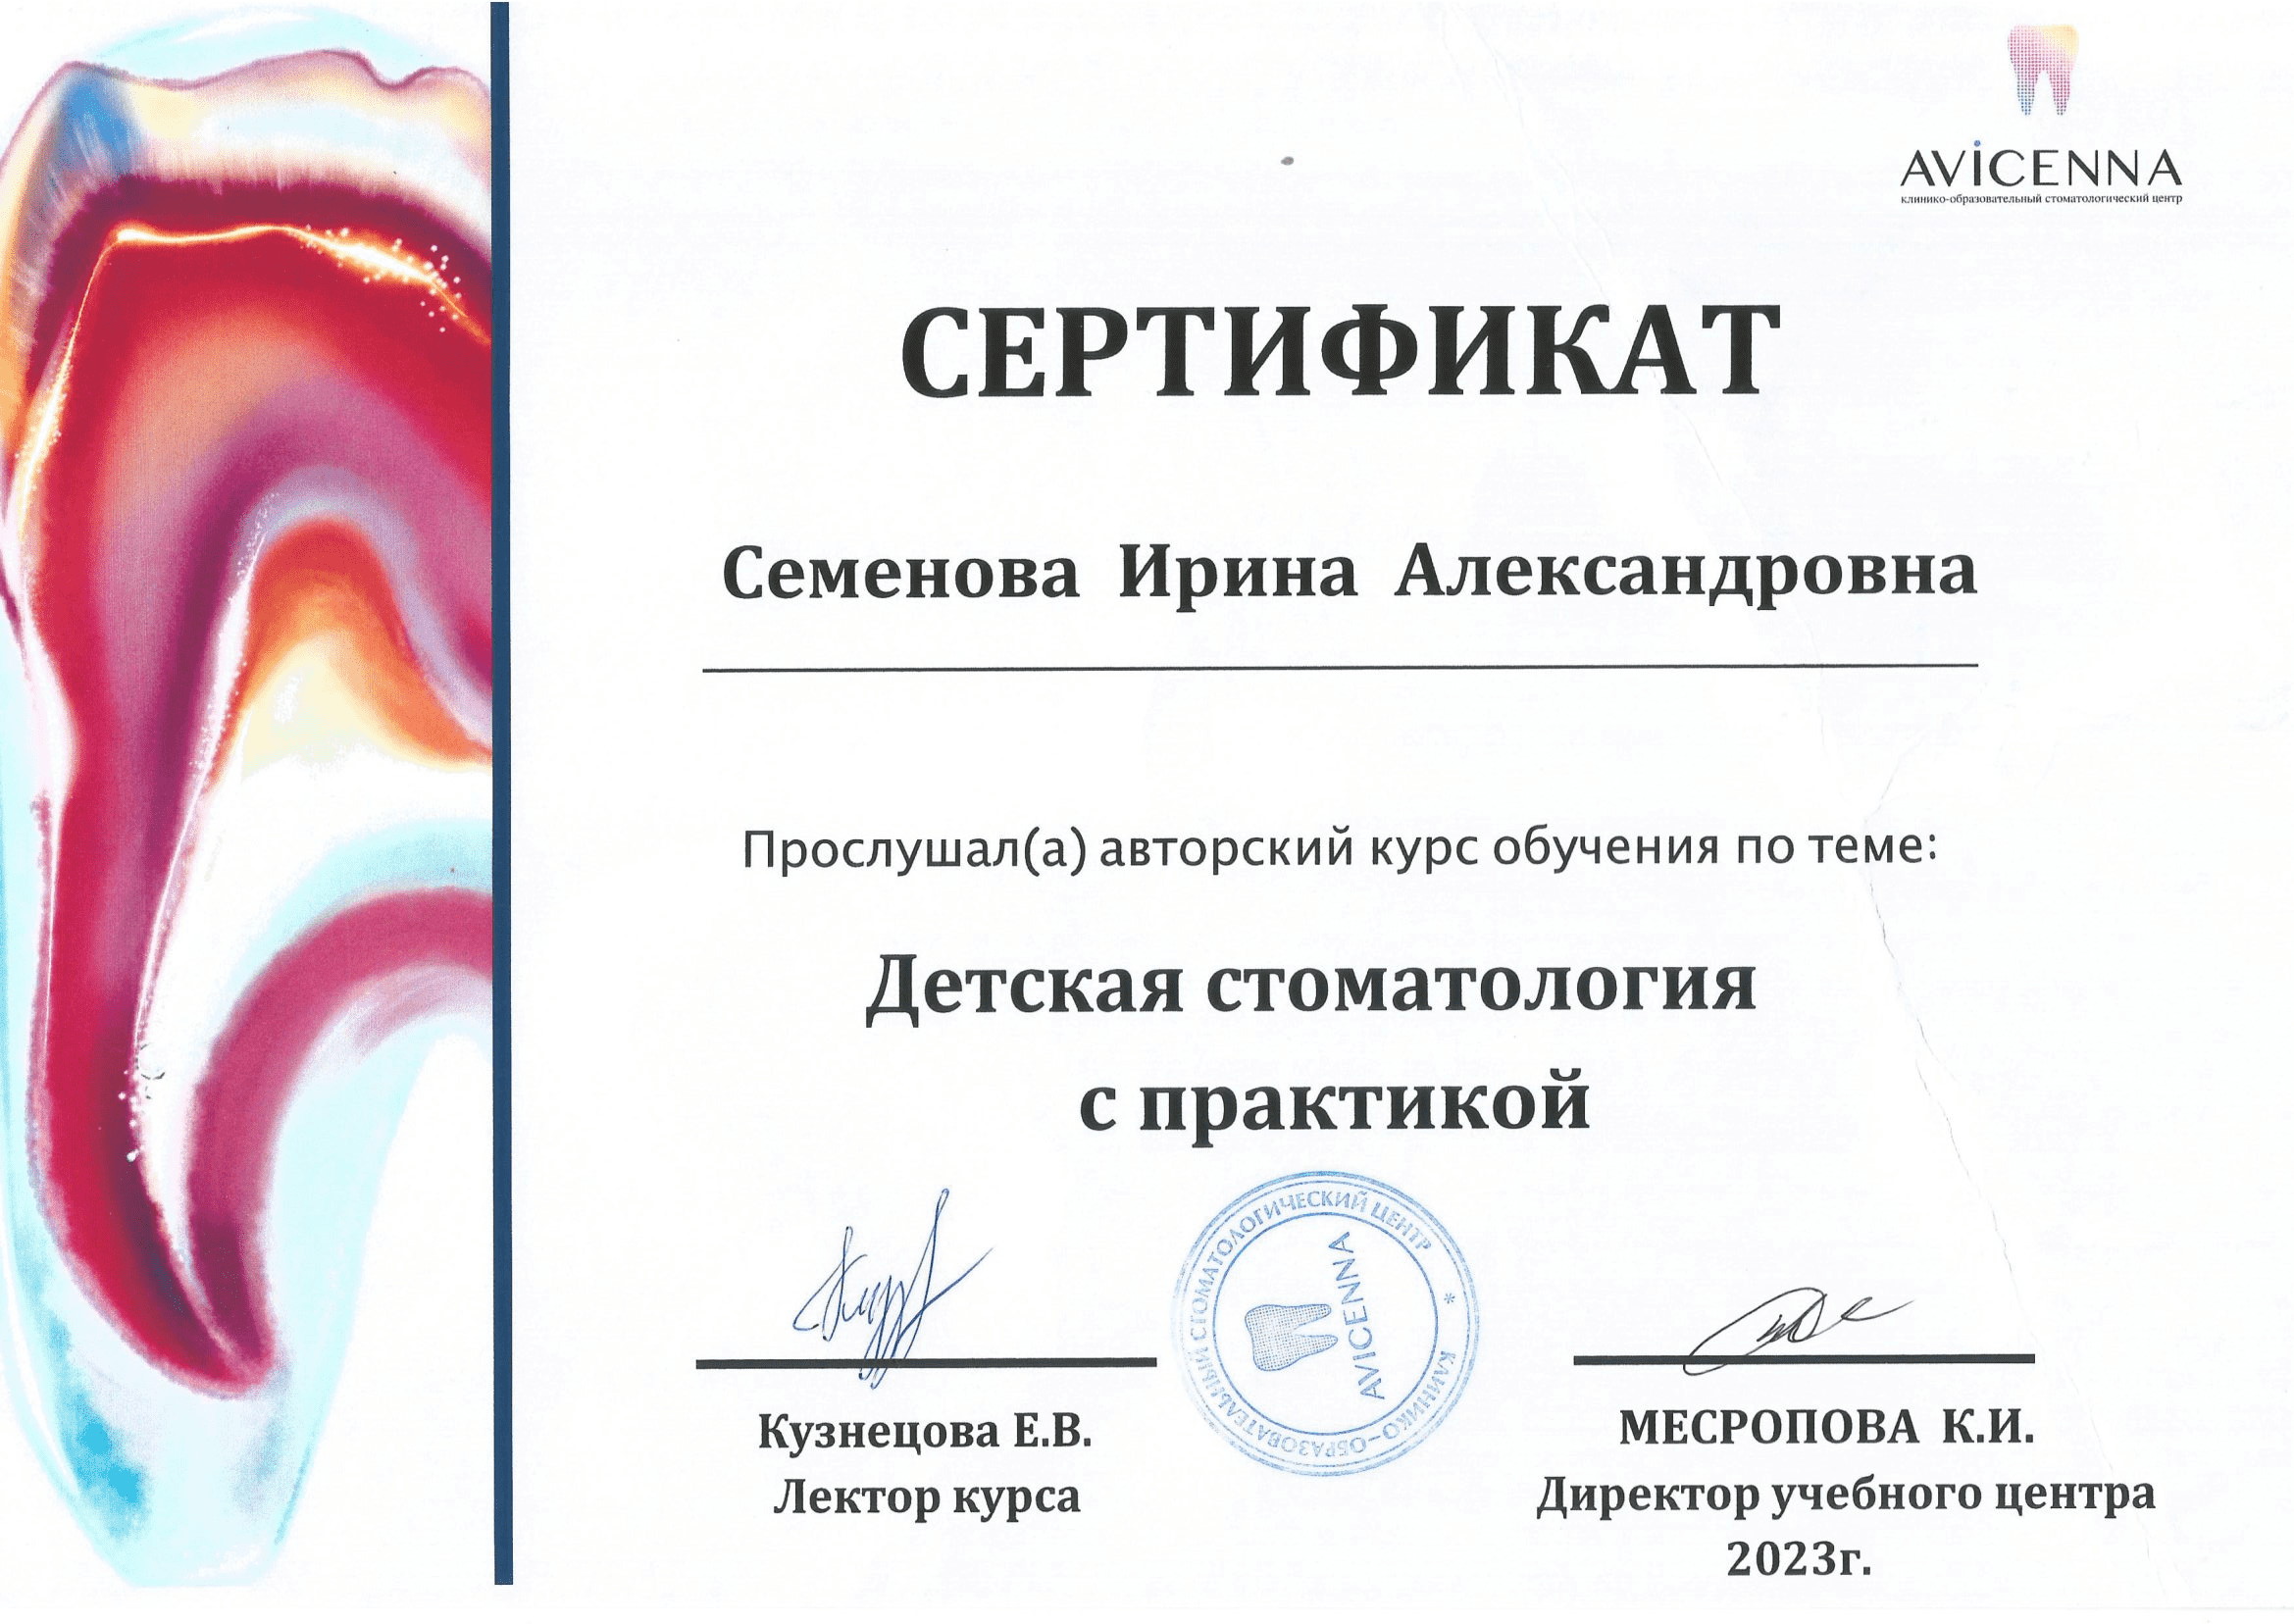 AVICENNA
клинико-образовательный стоматологический центр
СЕРТИФИКАТ
Семенова Ирина Александровна
Прослушал(а) авторский курс обучения по теме:
Детская стоматология
с практикой
КЛИНИКО-ОБРАЗОВАТЕЛЬНЫЙ СТОМАТОЛОГИЧЕСКИЙ ЦЕНТР *
AVICENNA
Кузнецова Е.В.
Лектор курса
МЕСРОПОВА К.И.
Директор учебного центра
2023г.